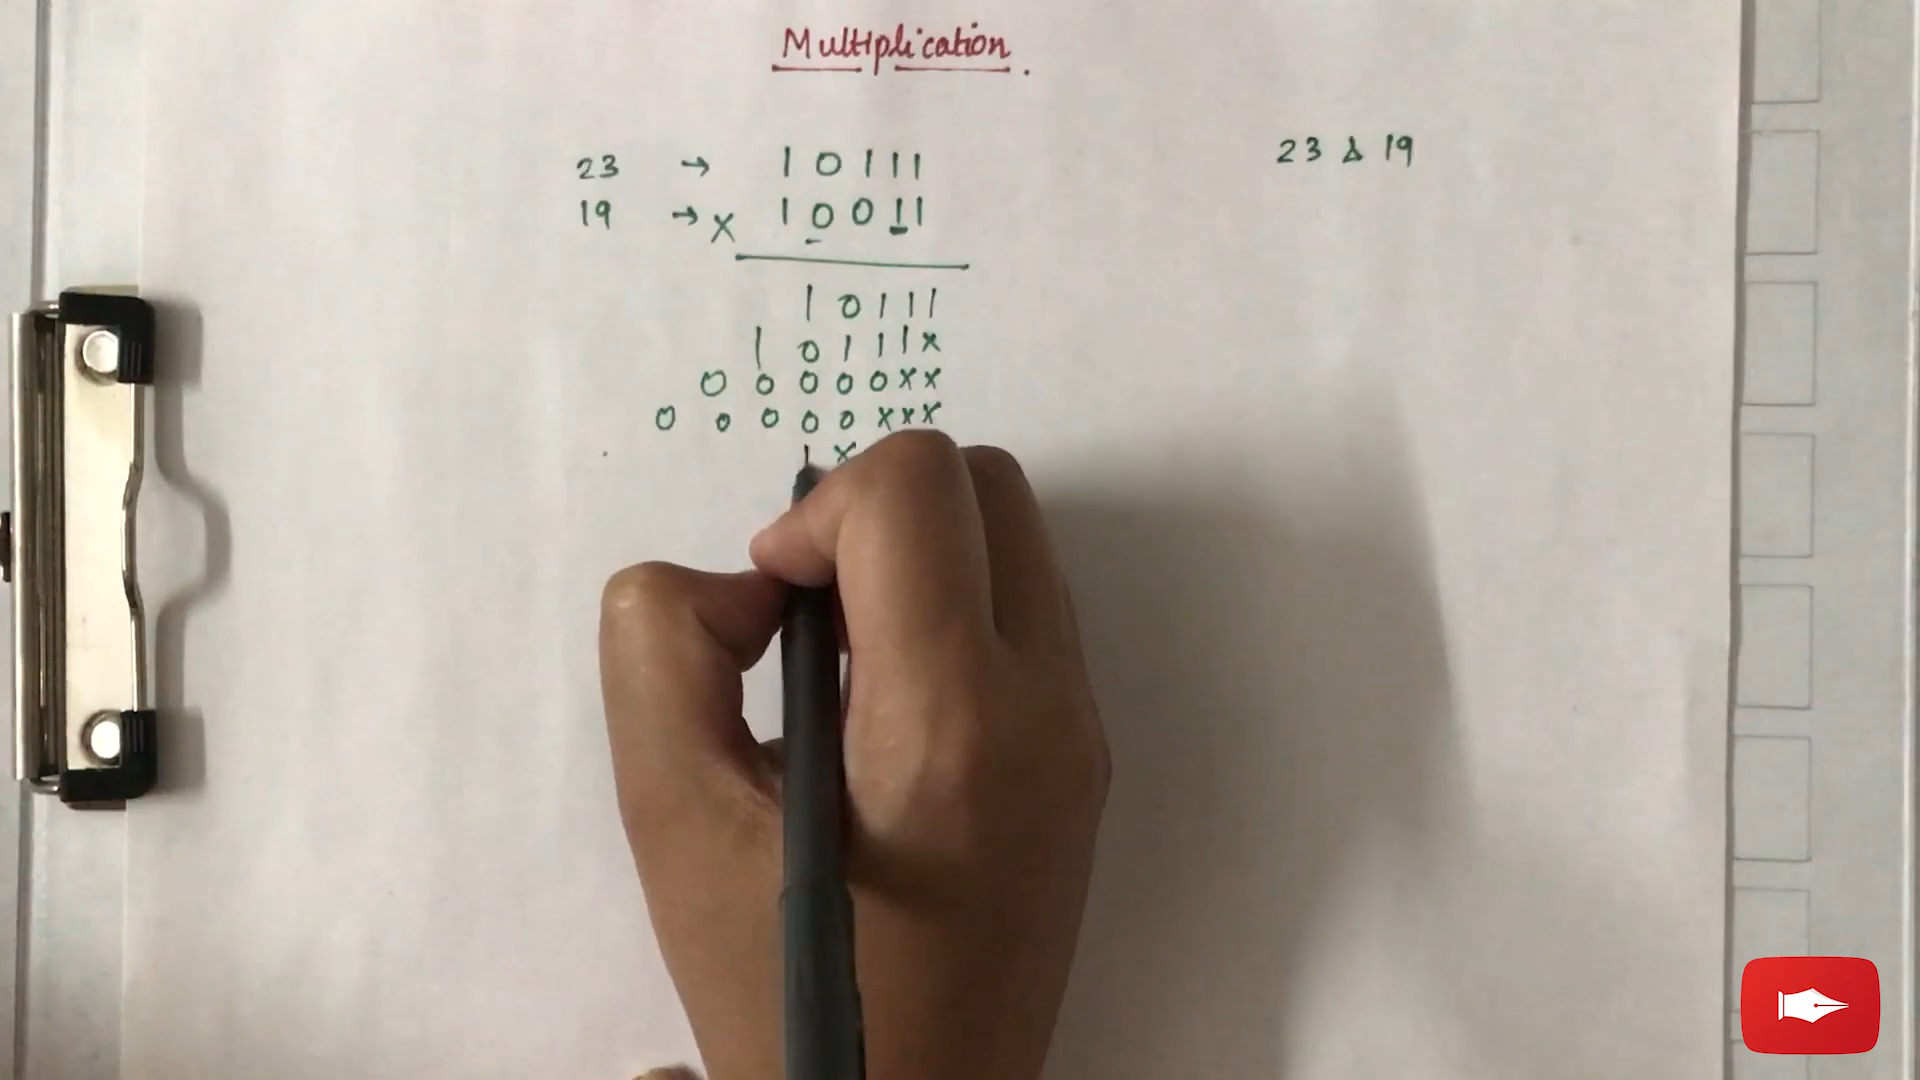 Multiplication.
23 → 10111
23 & 19
19 → x 10011
10111
10111x
00000xx
00000xxx
1x